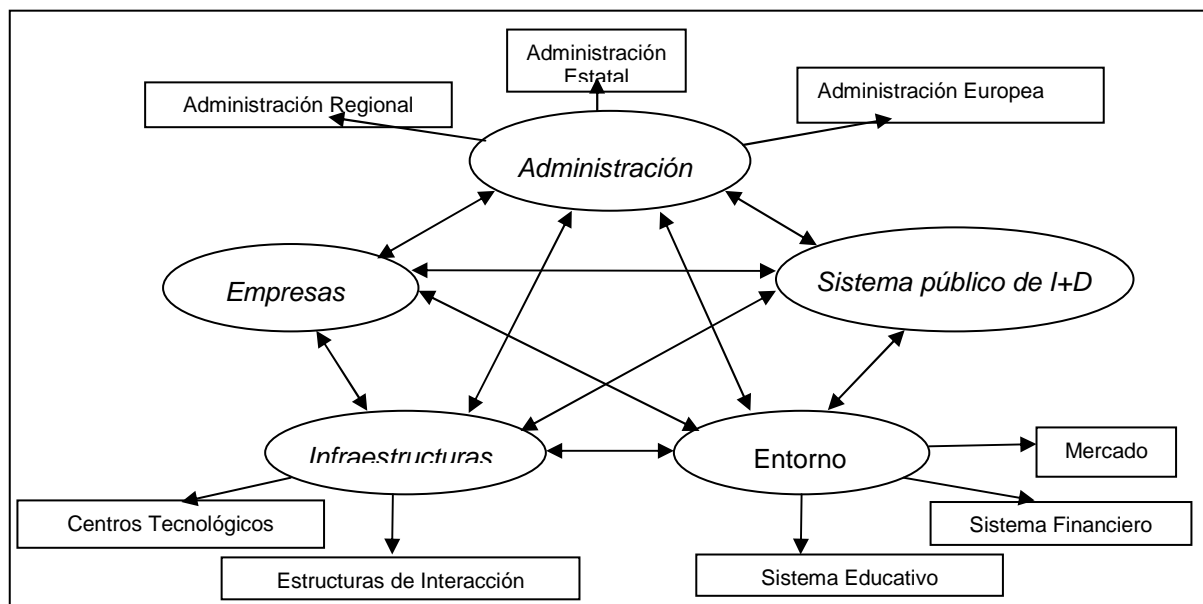 Administración
Estatal
Administración Regional
Administración Europea
Administración
Empresas
Sistema público de I+D
Infraestructuras
Entorno
Mercado
Centros Tecnológicos
Sistema Financiero
Estructuras de Interacción
Sistema Educativo